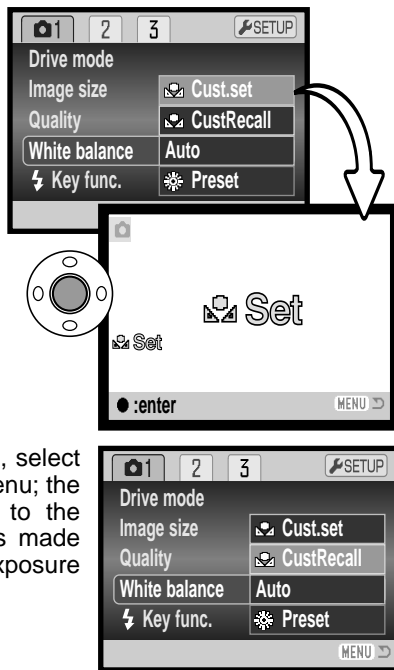 1 2 3 SETUP
Drive mode
Image size Cust.set
Quality CustRecall
White balance Auto
Key func. Preset
Set
Set
:enter MENU
, select
enu; the
to the
s made
xposure
1 2 3 SETUP
Drive mode
Image size Cust.set
Quality CustRecall
White balance Auto
Key func. Preset
MENU